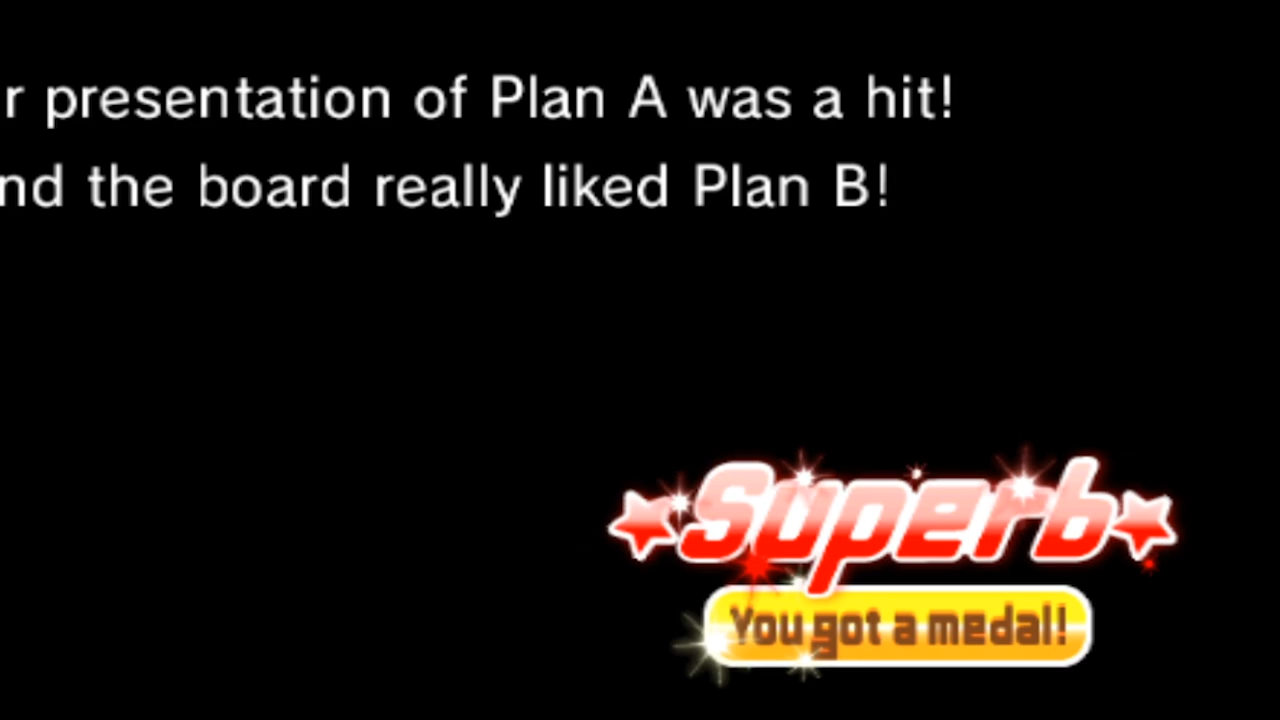 r presentation of Plan A was a hit!
nd the board really liked Plan B!
Superb
You got a medal!